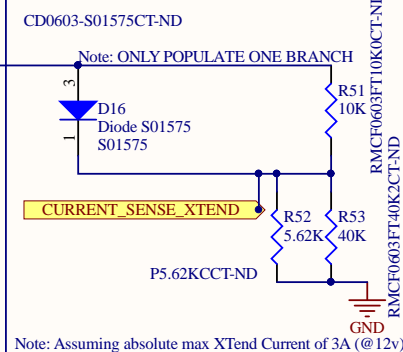 CD0603-S01575CT-ND
Note: ONLY POPULATE ONE BRANCH
3
D16
Diode S01575
S01575
1
R51
10K
RMCF0603FT10K0CT-ND
CURRENT_SENSE_XTEND
R52
5.62K
R53
40K
P5.62KCCT-ND
RMCF0603FT40K2CT-ND
GND
Note: Assuming absolute max XTend Current of 3A (@12v)